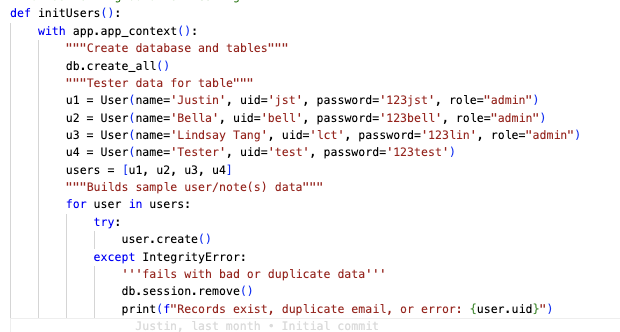 def initUsers():
    with app.app_context():
        """Create database and tables"""
        db.create_all()
        """Tester data for table"""
        u1 = User(name='Justin', uid='jst', password='123jst', role="admin")
        u2 = User(name='Bella', uid='bell', password='123bell', role="admin")
        u3 = User(name='Lindsay Tang', uid='lct', password='123lin', role="admin")
        u4 = User(name='Tester', uid='test', password='123test')
        users = [u1, u2, u3, u4]
        """Builds sample user/note(s) data"""
        for user in users:
            try:
                user.create()
            except IntegrityError:
                '''fails with bad or duplicate data'''
                db.session.remove()
                print(f"Records exist, duplicate email, or error: {user.uid}")
                Justin, last month • Initial commit